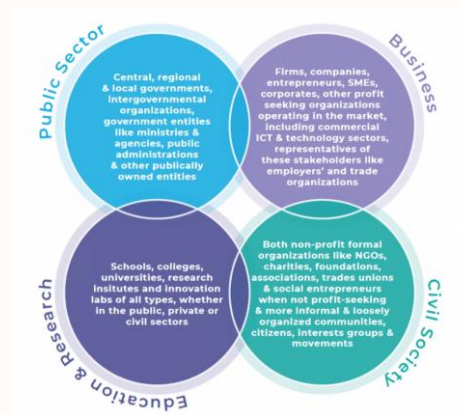 Public Sector
Central, regional
& local governments,
Intergovernmental
organizations,
government entities
like ministries &
agencies, public
administrations
& other publically
owned entities
Business
Firms, companies,
entrepreneurs, SMEs,
corporates, other profit
seeking organizations
operating in the market,
including commercial
ICT & technology sectors,
representatives of
these stakeholders like
employers' and trade
organizations
Education & Research
Schools, colleges,
universities, research
insitutes and innovation
labs of all types, whether
in the public, private or
civil sectors
Civil Society
Both non-profit formal
organizations like NGOs,
charities, foundations,
associations, trades unions
& social entrepreneurs
when not profit-seeking
& more informal & loosely
organized communities,
citizens, interests groups &
movements